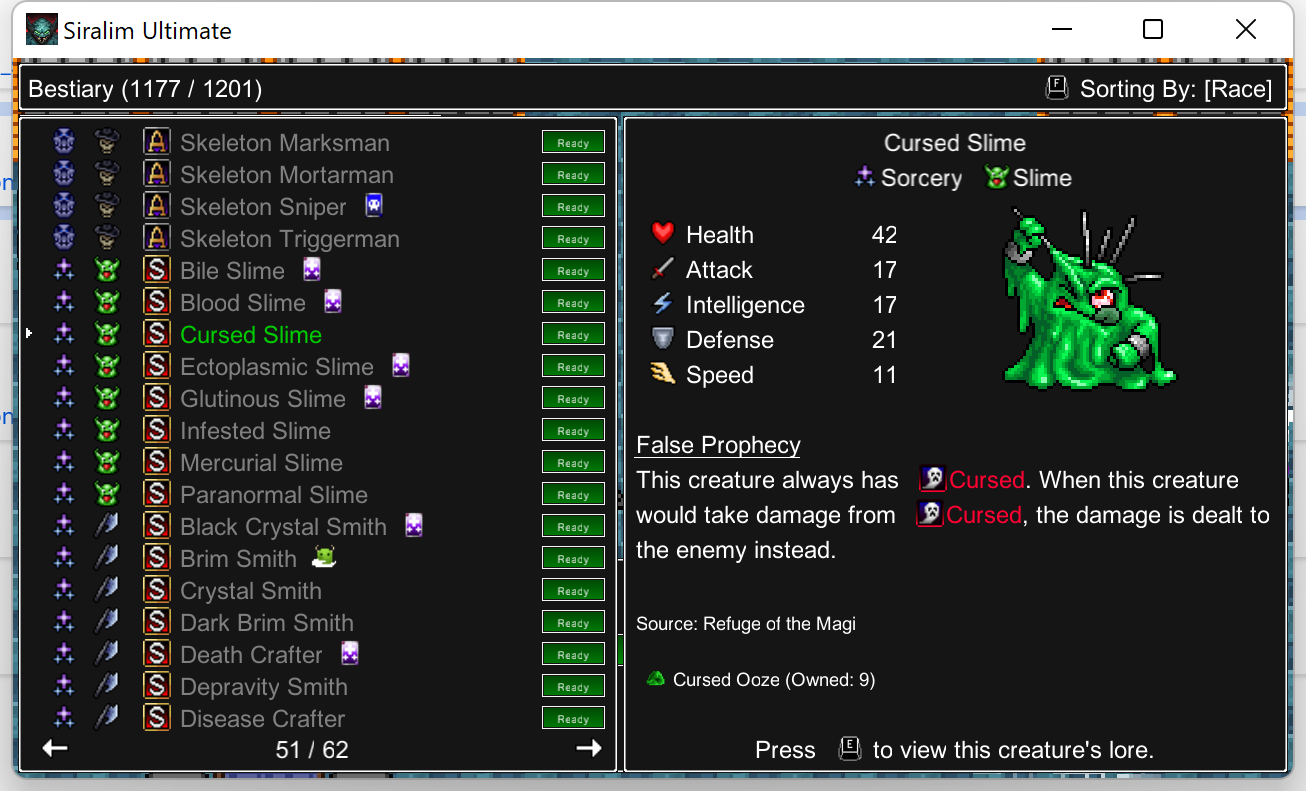 Siralim Ultimate
Bestiary (1177 / 1201)
F Sorting By: [Race]
A Skeleton Marksman Ready
A Skeleton Mortarman Ready
A Skeleton Sniper Ready
A Skeleton Triggerman Ready
S Bile Slime Ready
S Blood Slime Ready
S Cursed Slime Ready
S Ectoplasmic Slime Ready
S Glutinous Slime Ready
S Infested Slime Ready
S Mercurial Slime Ready
S Paranormal Slime Ready
S Black Crystal Smith Ready
S Brim Smith Ready
S Crystal Smith Ready
S Dark Brim Smith Ready
S Death Crafter Ready
S Depravity Smith Ready
S Disease Crafter Ready
51 / 62
Cursed Slime
Sorcery Slime
Health 42
Attack 17
Intelligence 17
Defense 21
Speed 11
False Prophecy
This creature always has Cursed. When this creature
would take damage from Cursed, the damage is dealt to
the enemy instead.
Source: Refuge of the Magi
Cursed Ooze (Owned: 9)
Press E to view this creature's lore.